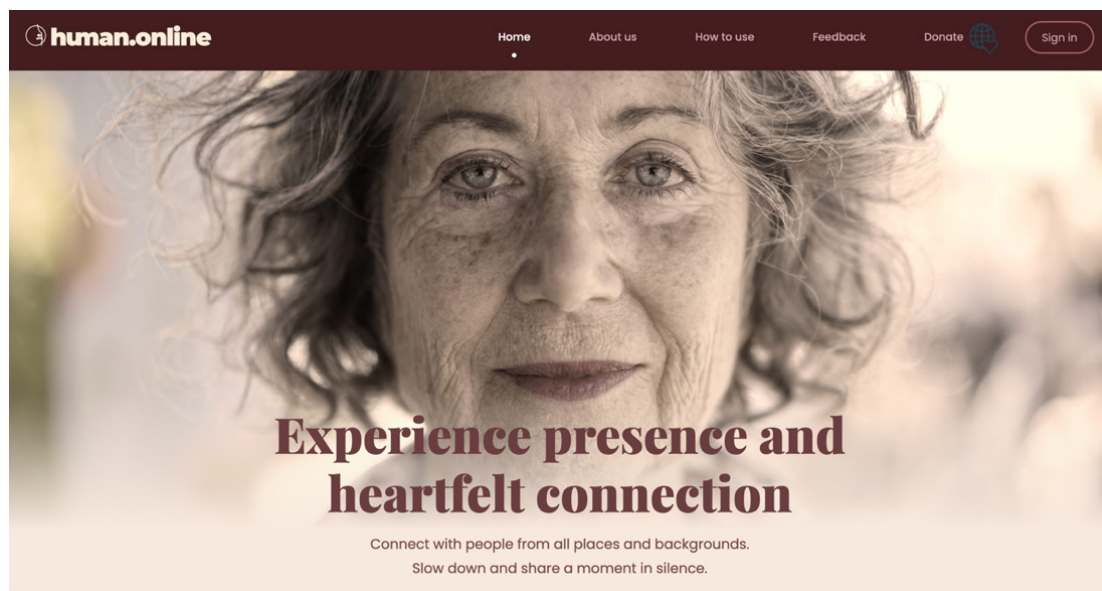 human.online
Home
About us
How to use
Feedback
Donate
Sign in
Experience presence and
heartfelt connection
Connect with people from all places and backgrounds.
Slow down and share a moment in silence.